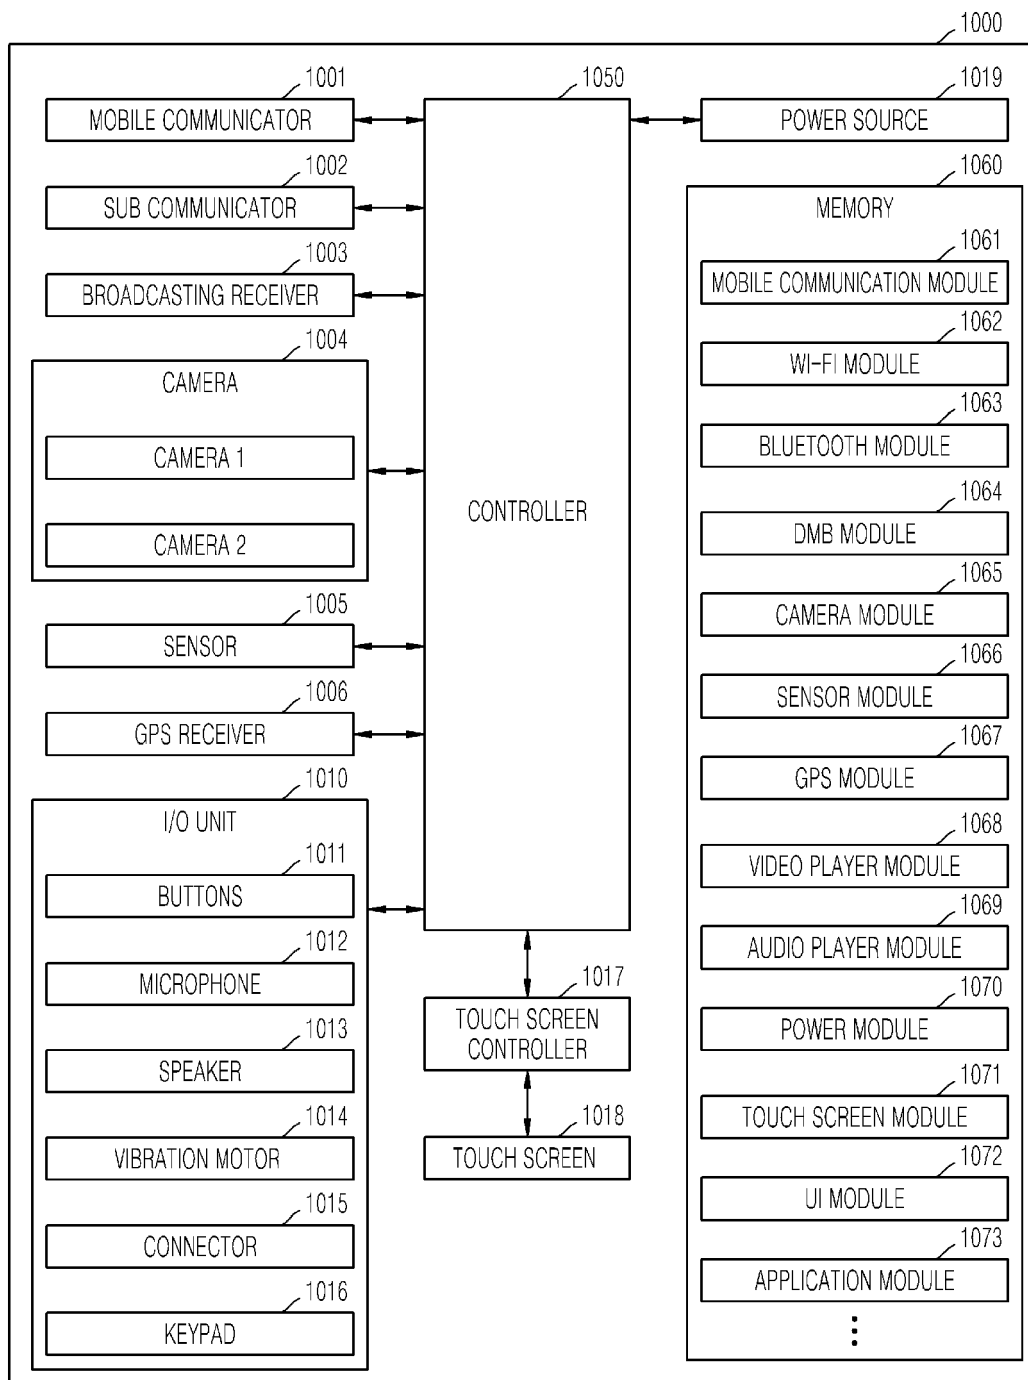 1000
1001
MOBILE COMMUNICATOR
1002
SUB COMMUNICATOR
1003
BROADCASTING RECEIVER
1004
CAMERA
CAMERA 1
CAMERA 2
1005
SENSOR
1006
GPS RECEIVER
1010
I/O UNIT
1011
BUTTONS
1012
MICROPHONE
1013
SPEAKER
1014
VIBRATION MOTOR
1015
CONNECTOR
1016
KEYPAD
1050
CONTROLLER
1017
TOUCH SCREEN
CONTROLLER
1018
TOUCH SCREEN
1019
POWER SOURCE
1060
MEMORY
1061
MOBILE COMMUNICATION MODULE
1062
WI-FI MODULE
1063
BLUETOOTH MODULE
1064
DMB MODULE
1065
CAMERA MODULE
1066
SENSOR MODULE
1067
GPS MODULE
1068
VIDEO PLAYER MODULE
1069
AUDIO PLAYER MODULE
1070
POWER MODULE
1071
TOUCH SCREEN MODULE
1072
UI MODULE
1073
APPLICATION MODULE
⋮